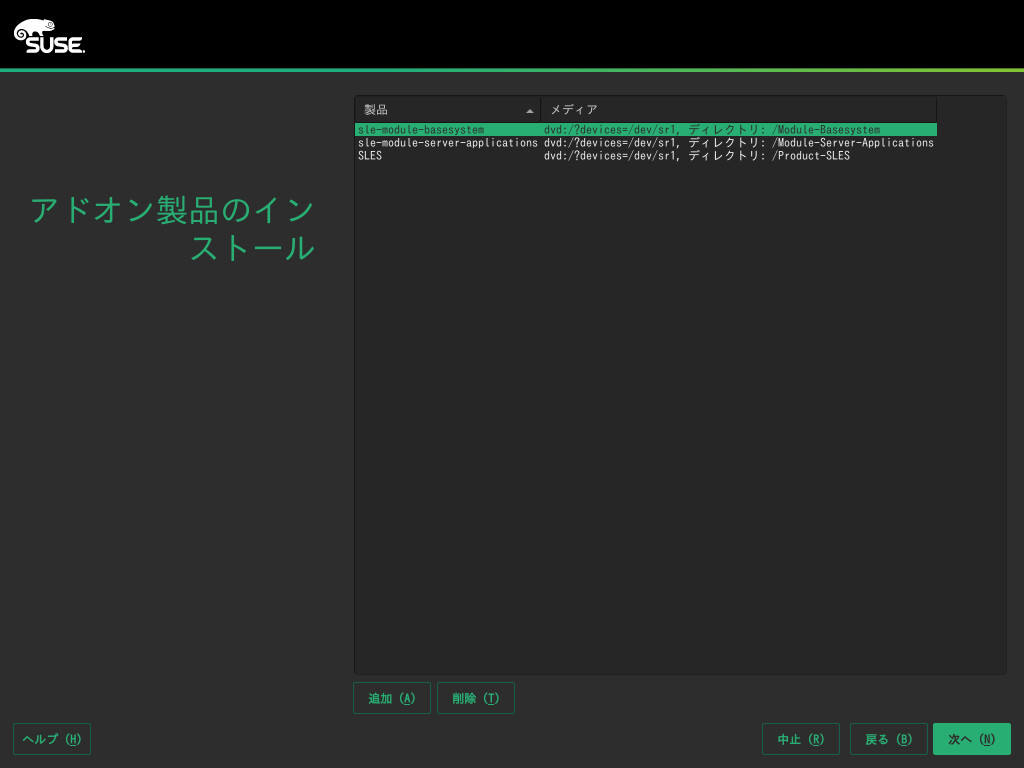 SUSE.
アドオン製品のイン
ストール
製品 メディア
sle-module-basesystem dvd:/?devices=/dev/sr1, ディレクトリ: /Module-Basesystem
sle-module-server-applications dvd:/?devices=/dev/sr1, ディレクトリ: /Module-Server-Applications
SLES dvd:/?devices=/dev/sr1, ディレクトリ: /Product-SLES
追加 (A) 削除 (T)
ヘルプ (H) 中止 (R) 戻る (B) 次へ (N)